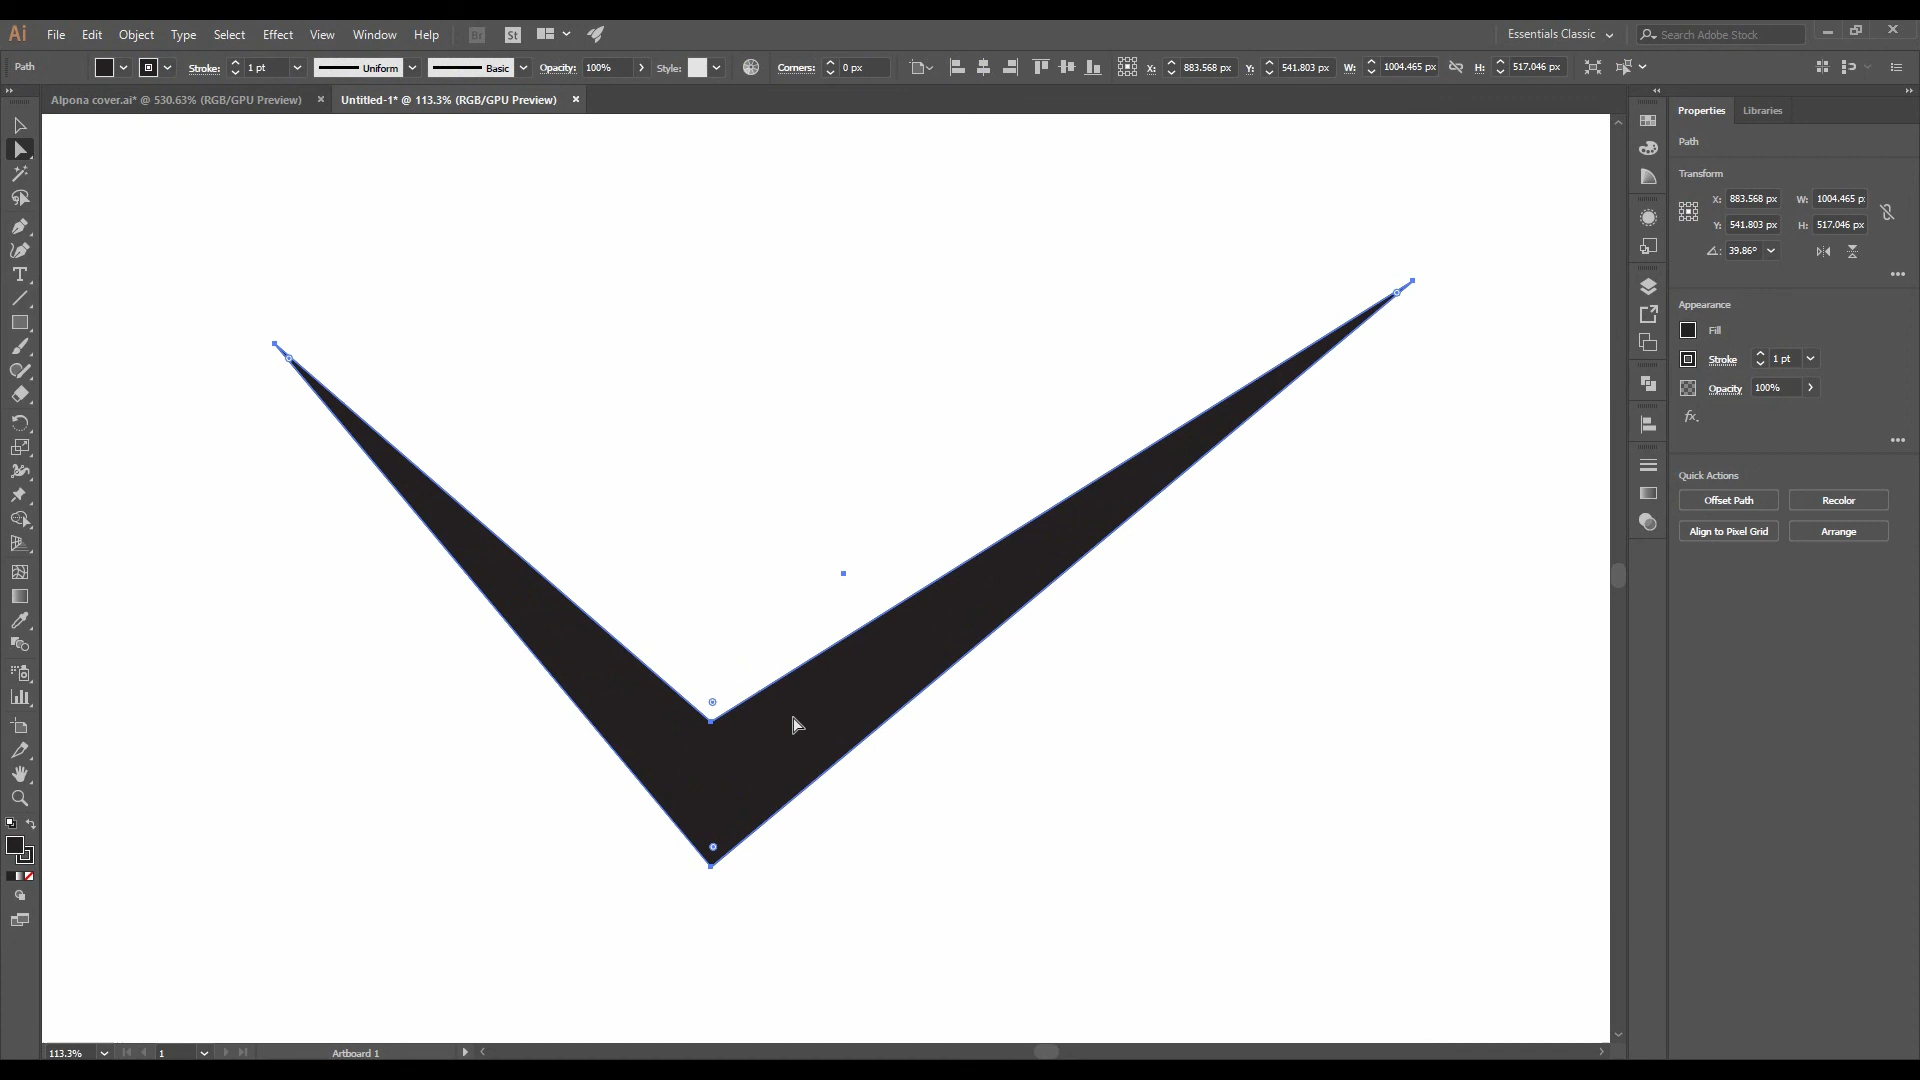 Ai File Edit Object Type Select Effect View Window Help Br St Essentials Classic Search Adobe Stock
Path Stroke: 1 pt Uniform Basic Opacity: 100% Style: Corners: 0 px X: 883.568 px Y: 541.803 px W: 1004.465 px H: 517.046 px
Alpona cover.ai* @ 530.63% (RGB/GPU Preview) × Untitled-1* @ 113.3% (RGB/GPU Preview) ×
Properties Libraries
Path
Transform
X: 883.568 px W: 1004.465 p
Y: 541.803 px H: 517.046 px
39.86°
Appearance
Fill
Stroke 1 pt
Opacity 100%
fx.
Quick Actions
Offset Path Recolor
Align to Pixel Grid Arrange
113.3% 1 Artboard 1